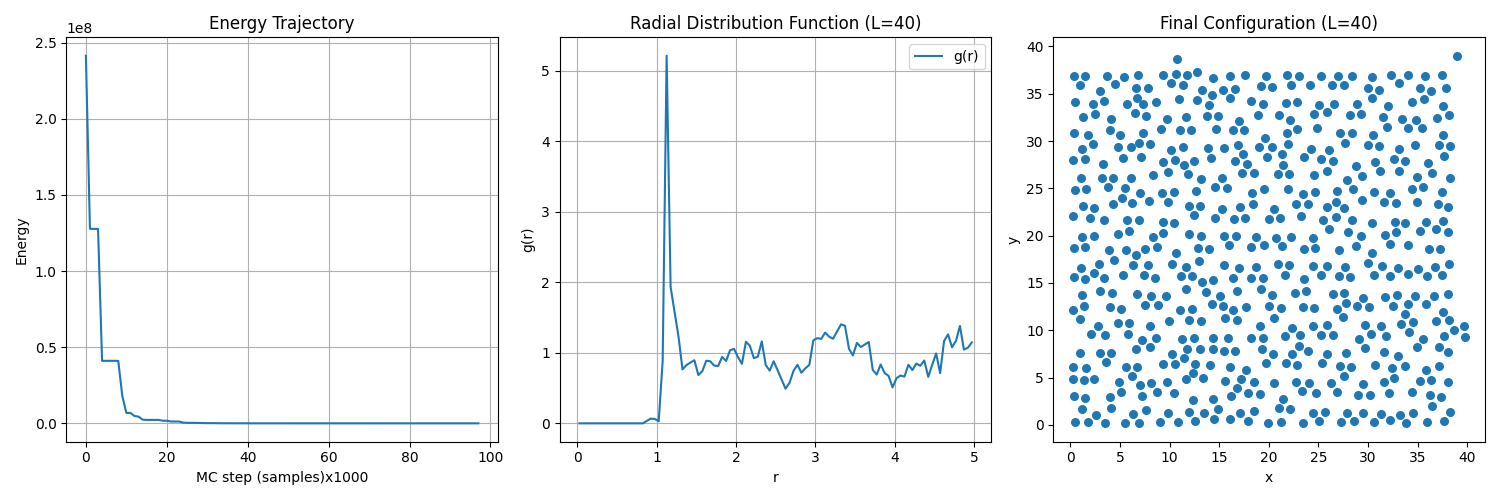 Energy Trajectory
1e8
2.5
2.0
1.5
1.0
0.5
0.0
Energy
0 20 40 60 80 100
MC step (samples)x1000
Radial Distribution Function (L=40)
g(r)
5
4
3
2
1
0
g(r)
0 1 2 3 4 5
r
Final Configuration (L=40)
40
35
30
25
20
15
10
5
0
y
0 5 10 15 20 25 30 35 40
x